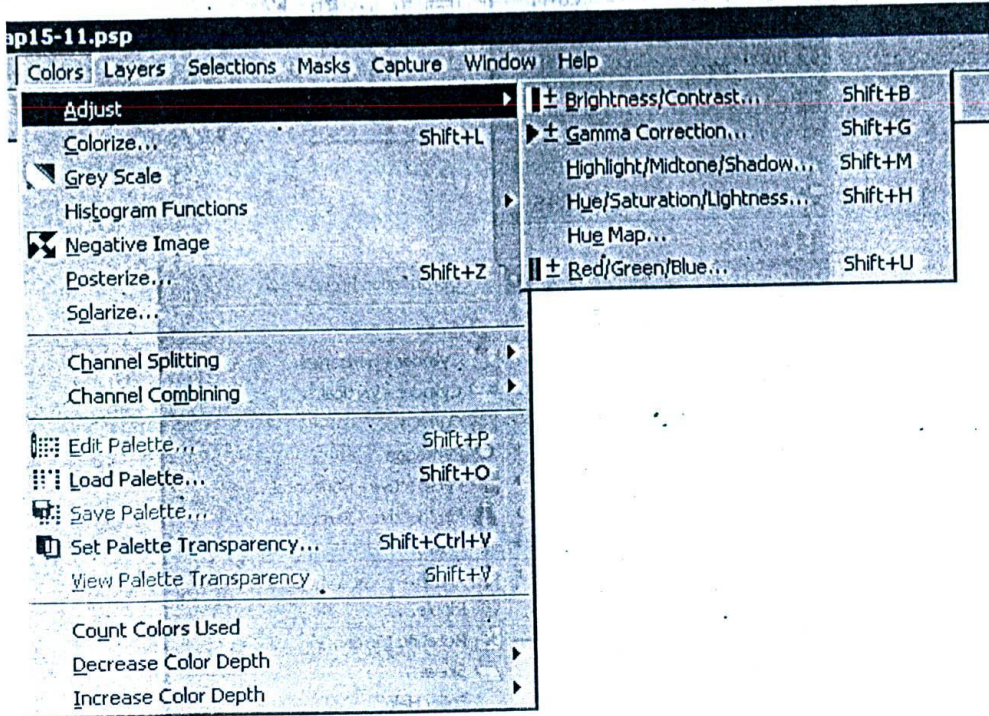 ap15-11.psp
Colors Layers Selections Masks Capture Window Help
Adjust
Colorize... Shift+L
Grey Scale
Histogram Functions
Negative Image
Posterize... Shift+Z
Solarize...
Channel Splitting
Channel Combining
Edit Palette... Shift+P
Load Palette... Shift+O
Save Palette...
Set Palette Transparency... Shift+Ctrl+V
View Palette Transparency Shift+V
Count Colors Used
Decrease Color Depth
Increase Color Depth
Brightness/Contrast... Shift+B
Gamma Correction... Shift+G
Highlight/Midtone/Shadow... Shift+M
Hue/Saturation/Lightness... Shift+H
Hue Map...
Red/Green/Blue... Shift+U